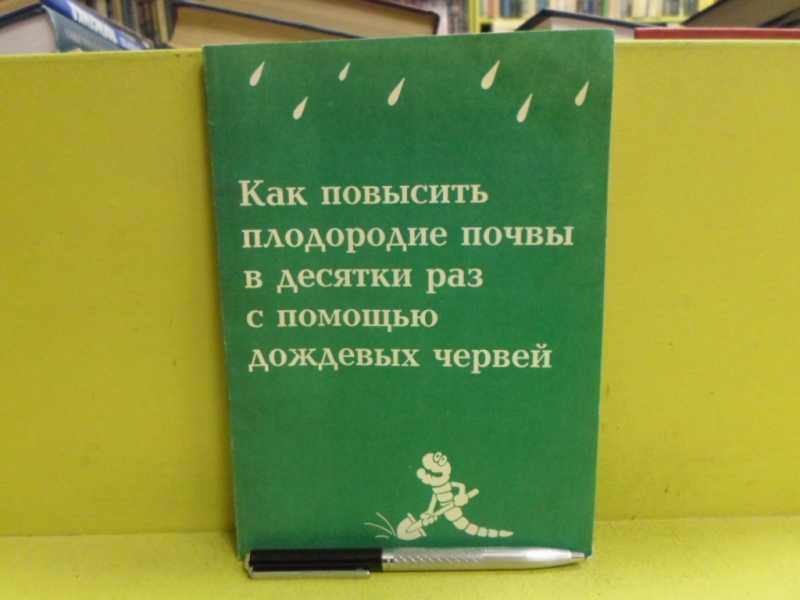 Как повысить
плодородие почвы
в десятки раз
с помощью
дождевых червей